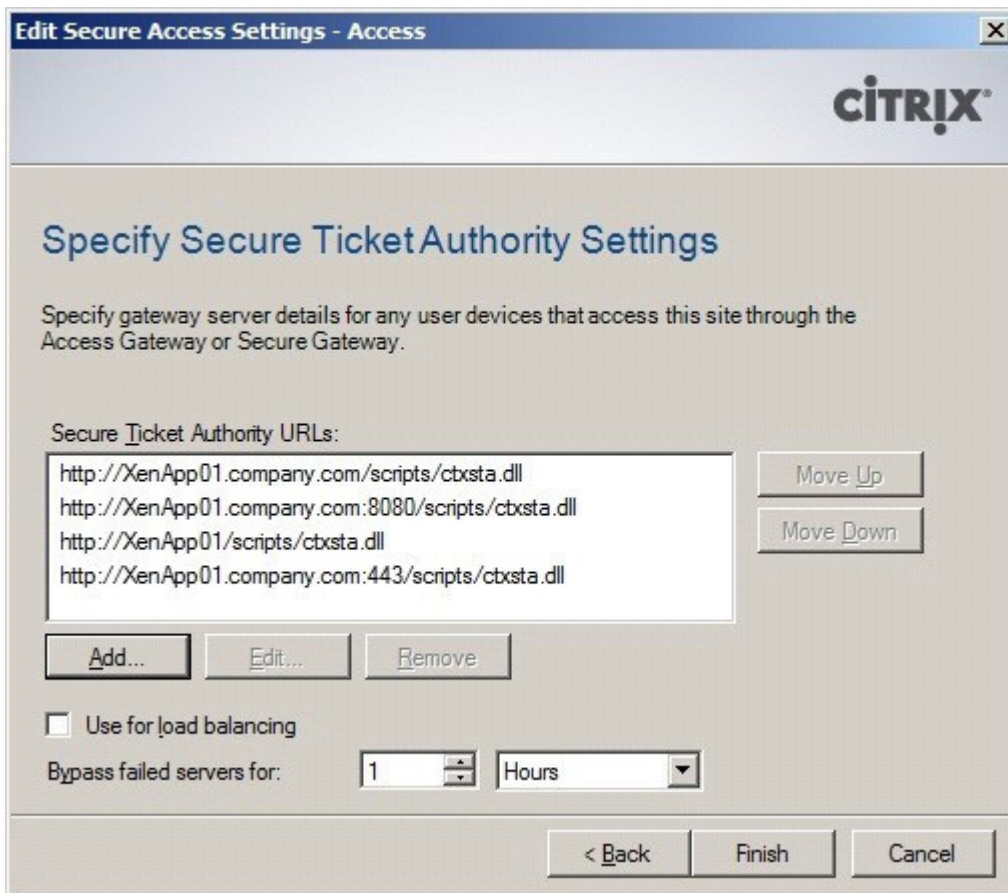 Edit Secure Access Settings - Access
CİTRIX®
Specify Secure Ticket Authority Settings
Specify gateway server details for any user devices that access this site through the
Access Gateway or Secure Gateway.
Secure Ticket Authority URLs:
http://XenApp01.company.com/scripts/ctxsta.dll
http://XenApp01.company.com:8080/scripts/ctxsta.dll
http://XenApp01/scripts/ctxsta.dll
http://XenApp01.company.com:443/scripts/ctxsta.dll
Move Up
Move Down
Add...
Edit...
Remove
Use for load balancing
Bypass failed servers for:
1
Hours
< Back
Finish
Cancel